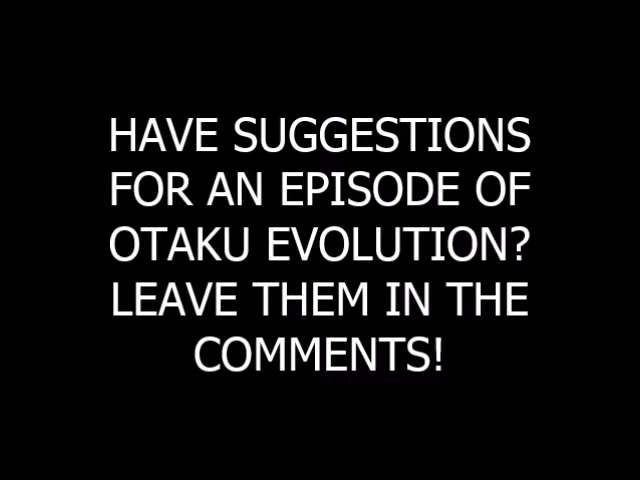 HAVE SUGGESTIONS
FOR AN EPISODE OF
OTAKU EVOLUTION?
LEAVE THEM IN THE
COMMENTS!